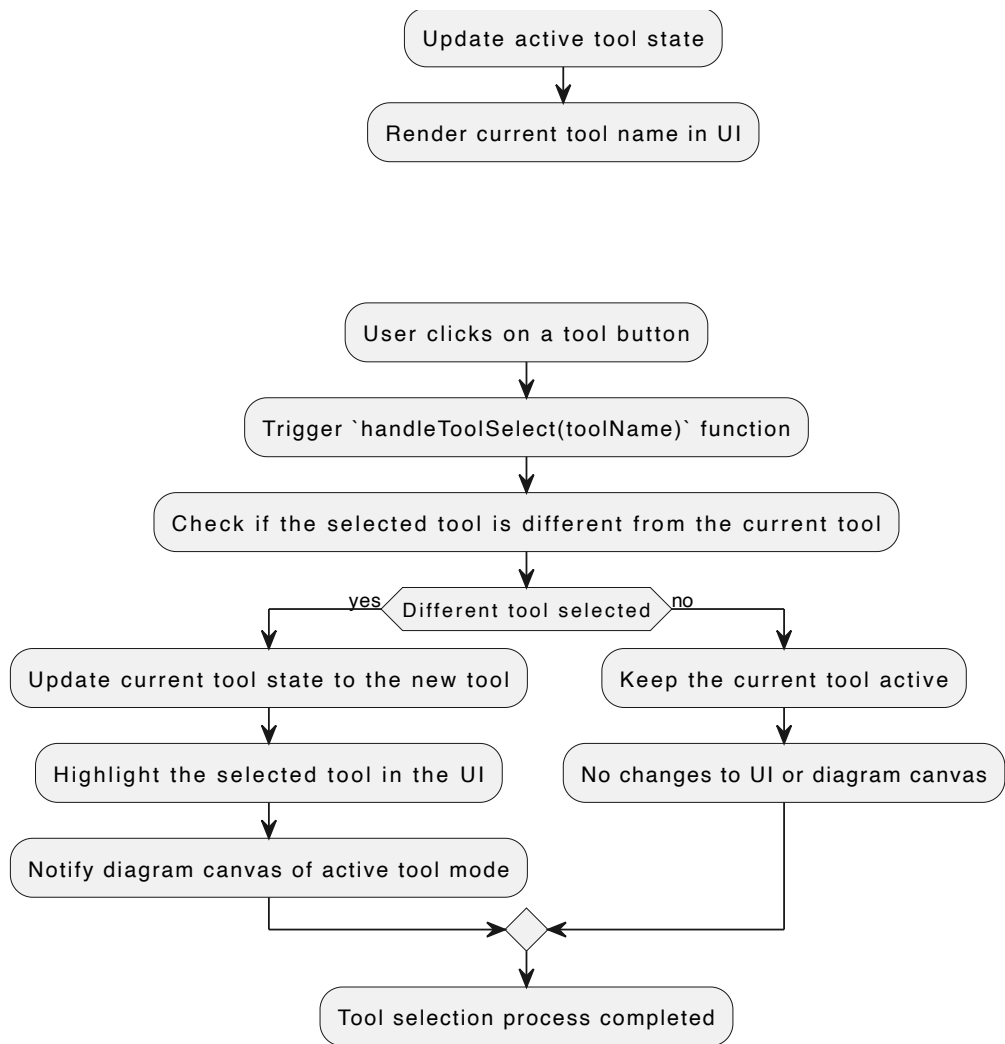 Update active tool state
Render current tool name in UI
User clicks on a tool button
Trigger `handleToolSelect(toolName)` function
Check if the selected tool is different from the current tool
yes
Different tool selected
no
Update current tool state to the new tool
Keep the current tool active
Highlight the selected tool in the UI
No changes to UI or diagram canvas
Notify diagram canvas of active tool mode
Tool selection process completed